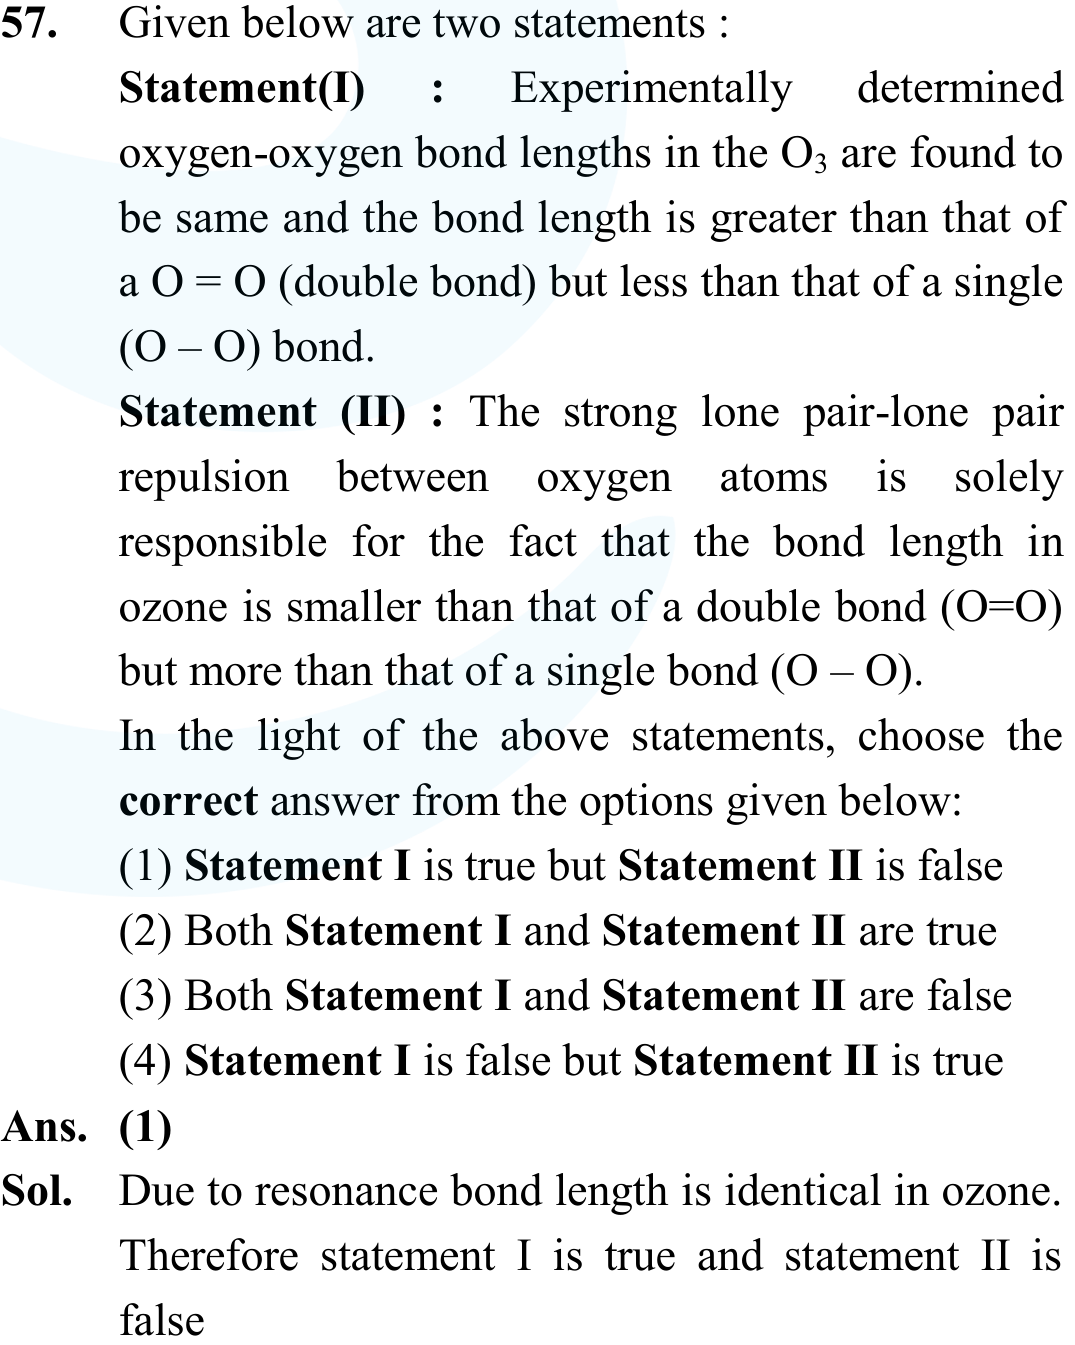 57. Given below are two statements :
Statement(I) : Experimentally determined
oxygen-oxygen bond lengths in the O₃ are found to
be same and the bond length is greater than that of
a O = O (double bond) but less than that of a single
(O – O) bond.
Statement (II) : The strong lone pair-lone pair
repulsion between oxygen atoms is solely
responsible for the fact that the bond length in
ozone is smaller than that of a double bond (O=O)
but more than that of a single bond (O – O).
In the light of the above statements, choose the
correct answer from the options given below:
(1) Statement I is true but Statement II is false
(2) Both Statement I and Statement II are true
(3) Both Statement I and Statement II are false
(4) Statement I is false but Statement II is true
Ans. (1)
Sol. Due to resonance bond length is identical in ozone.
Therefore statement I is true and statement II is
false